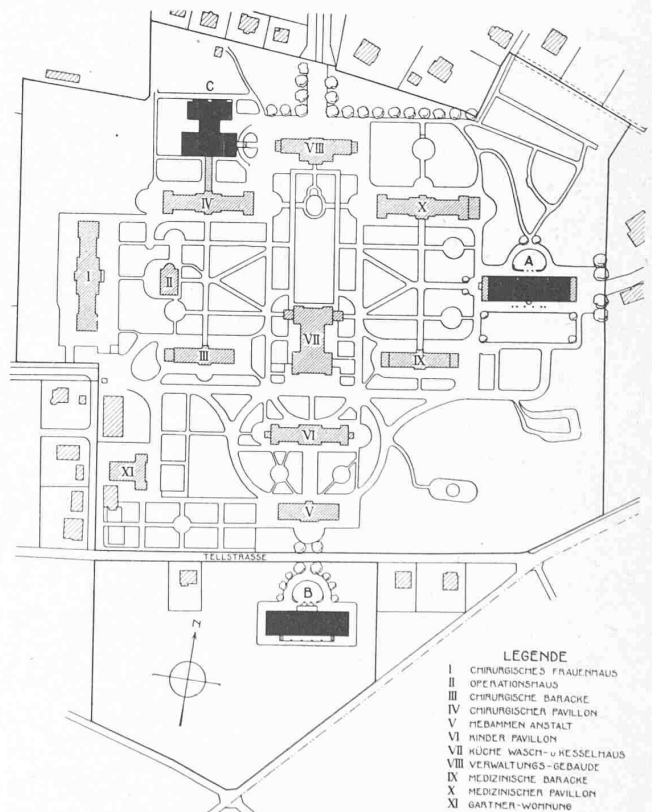 C
VIII
IV
X
A
I
II
VII
III
IX
VI
XI
V
TELLSTRASSE
B
N
LEGENDE
I CHIRURGISCHES FRAUENHAUS
II OPERATIONSHAUS
III CHIRURGISCHE BARACKE
IV CHIRURGISCHER PAVILLON
V HEBAMMEN ANSTALT
VI KINDER PAVILLON
VII KÜCHE WASCH- u KESSELHAUS
VIII VERWALTUNGS-GEBÄUDE
IX MEDIZINISCHE BARACKE
X MEDIZINISCHER PAVILLON
XI GÄRTNER-WOHNUNG